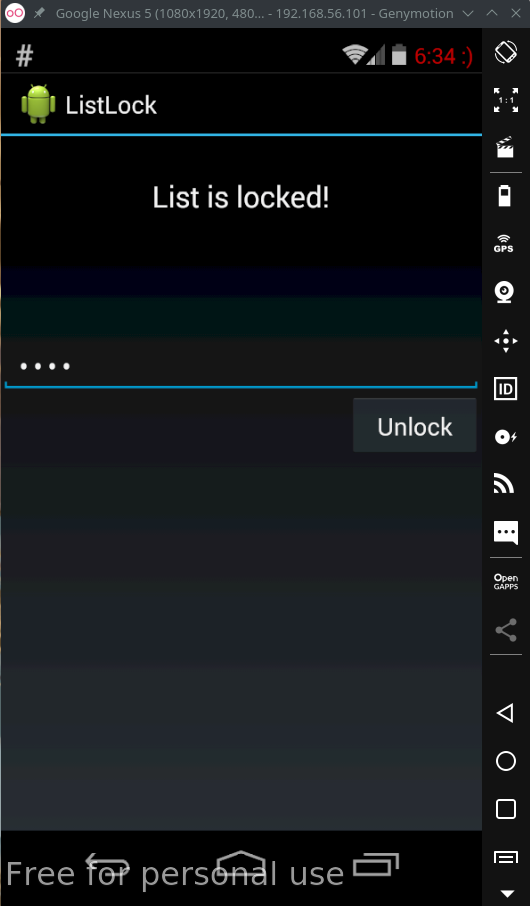 Google Nexus 5 (1080x1920, 480... - 192.168.56.101 - Genymotion
# 6:34 :)
ListLock
1:1
List is locked!
GPS
••••
ID
Unlock
Open
GAPPS
Free for personal use